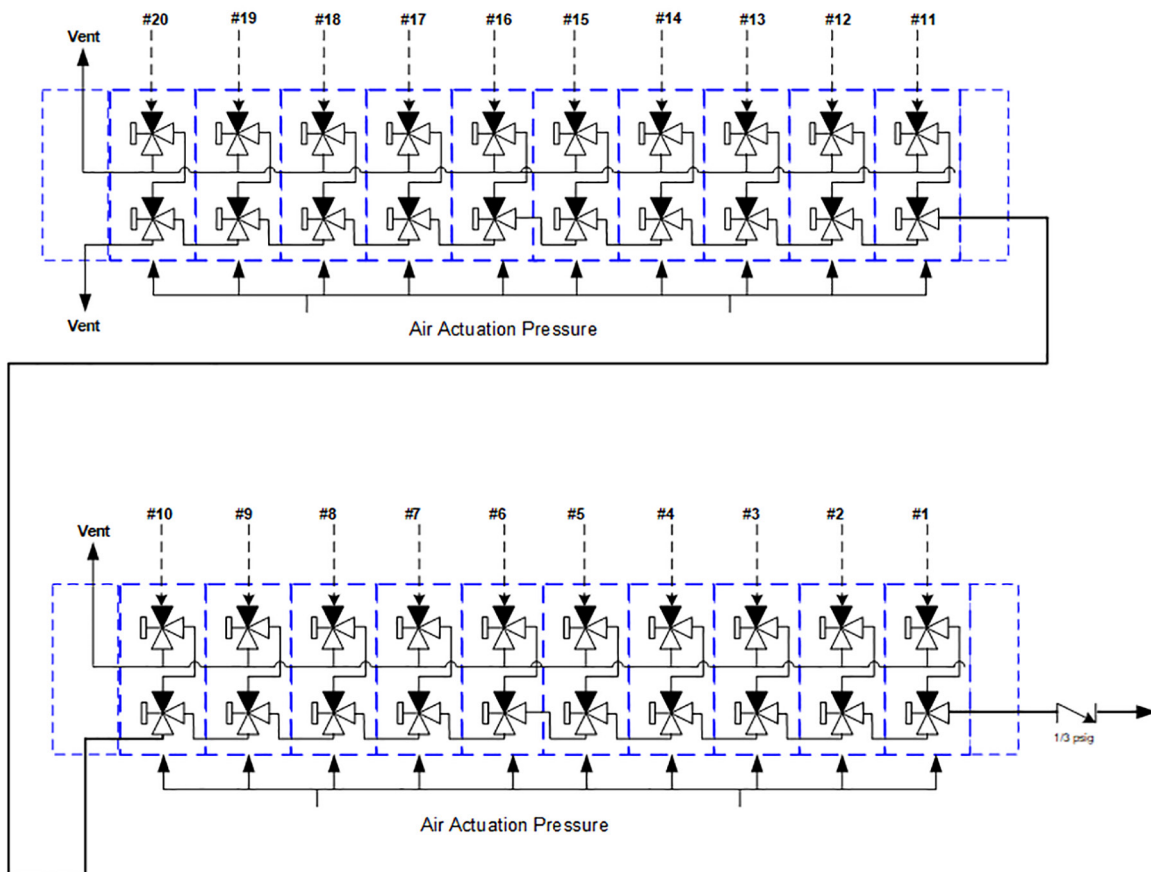 #20 #19 #18 #17 #16 #15 #14 #13 #12 #11
Vent
Vent
Air Actuation Pressure
#10 #9 #8 #7 #6 #5 #4 #3 #2 #1
Vent
1/3 psig
Air Actuation Pressure